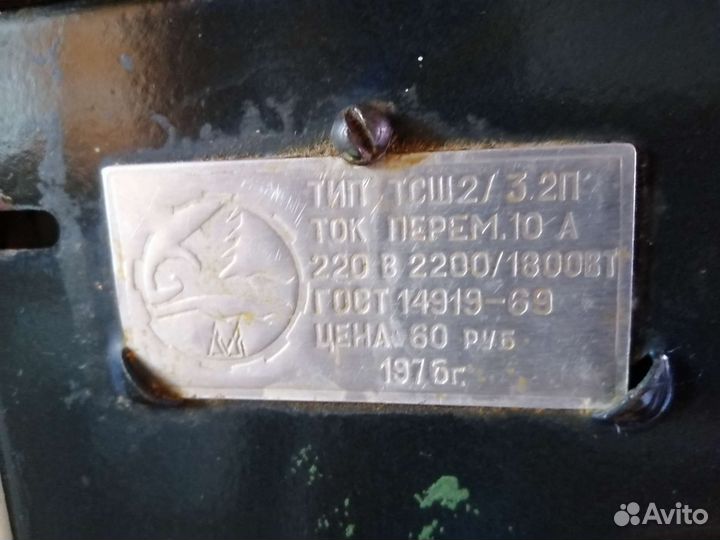 ТИП ТСШ2/3.2П
ТОК ПЕРЕМ.10 А
220 В 2200/1800ВТ
ГОСТ 14919-69
ЦЕНА 60 РУБ
1976г.
Avito